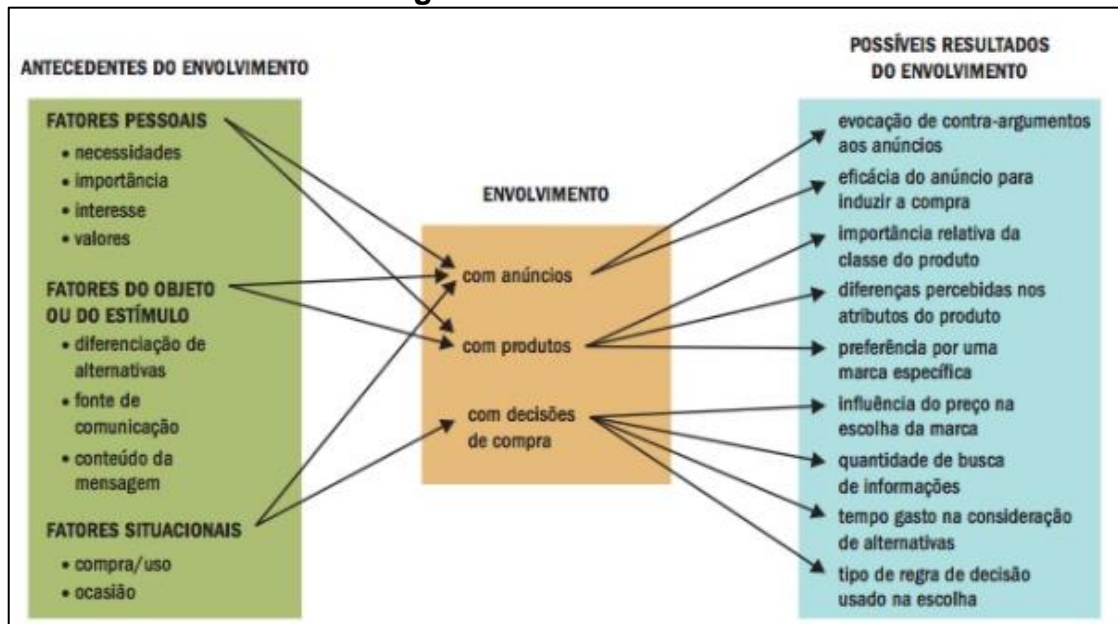 ANTECEDENTES DO ENVOLVIMENTO
FATORES PESSOAIS
• necessidades
• importância
• interesse
• valores
FATORES DO OBJETO
OU DO ESTÍMULO
• diferenciação de
alternativas
• fonte de
comunicação
• conteúdo da
mensagem
FATORES SITUACIONAIS
• compra/uso
• ocasião
ENVOLVIMENTO
com anúncios
com produtos
com decisões
de compra
POSSÍVEIS RESULTADOS
DO ENVOLVIMENTO
evocação de contra-argumentos
aos anúncios
eficácia do anúncio para
induzir a compra
importância relativa da
classe do produto
diferenças percebidas nos
atributos do produto
preferência por uma
marca específica
influência do preço na
escolha da marca
quantidade de busca
de informações
tempo gasto na consideração
de alternativas
tipo de regra de decisão
usado na escolha